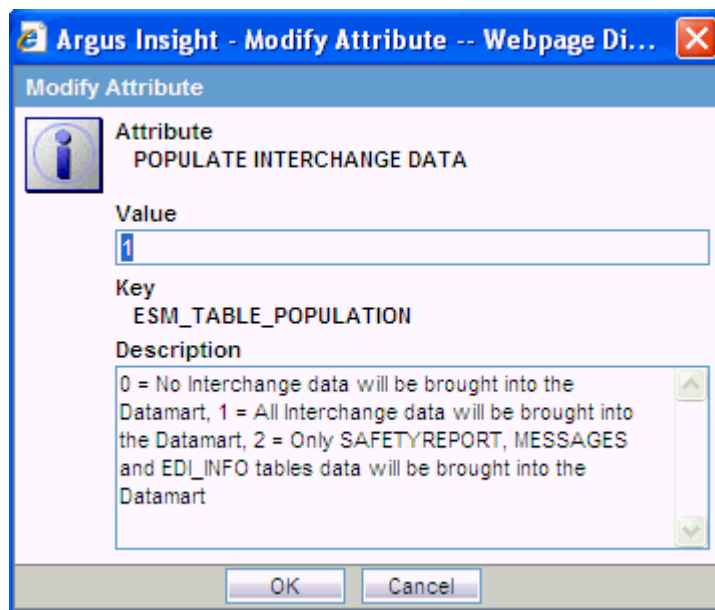 Argus Insight - Modify Attribute -- Webpage Di...
Modify Attribute
Attribute
POPULATE INTERCHANGE DATA
Value
1
Key
ESM_TABLE_POPULATION
Description
0 = No Interchange data will be brought into the
Datamart, 1 = All Interchange data will be brought into
the Datamart, 2 = Only SAFETYREPORT, MESSAGES
and EDI_INFO tables data will be brought into the
Datamart
OK Cancel